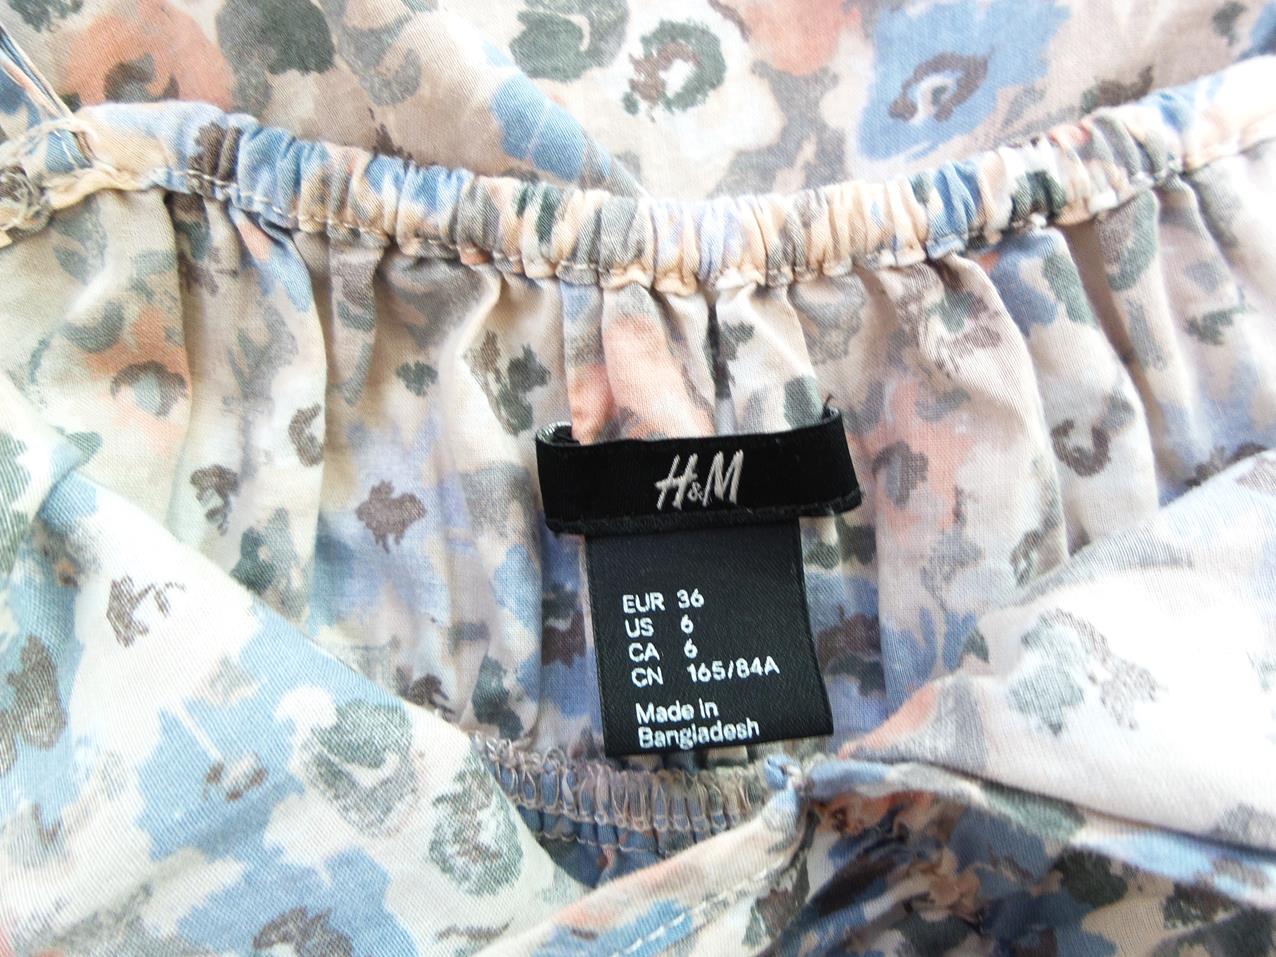 H&M
EUR 36
US 6
CA 6
CN 165/84A
Made in
Bangladesh